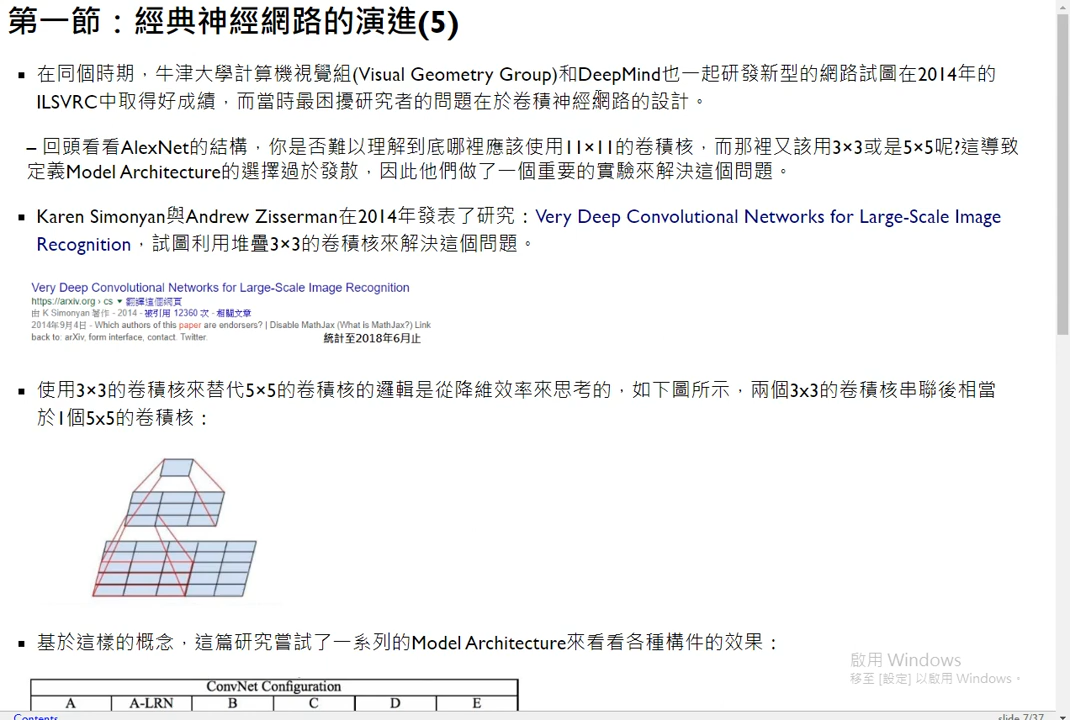 第一節：經典神經網路的演進(5)
▪ 在同個時期，牛津大學計算機視覺組(Visual Geometry Group)和DeepMind也一起研發新型的網路試圖在2014年的
ILSVRC中取得好成績，而當時最困擾研究者的問題在於卷積神經網路的設計。
– 回頭看看AlexNet的結構，你是否難以理解到底哪裡應該使用11×11的卷積核，而那裡又該用3×3或是5×5呢?這導致
定義Model Architecture的選擇過於發散，因此他們做了一個重要的實驗來解決這個問題。
▪ Karen Simonyan與Andrew Zisserman在2014年發表了研究：Very Deep Convolutional Networks for Large-Scale Image
Recognition，試圖利用堆疊3×3的卷積核來解決這個問題。
Very Deep Convolutional Networks for Large-Scale Image Recognition
https://arxiv.org › cs ▾ 翻譯這個網頁
由 K Simonyan 著作 - 2014 - 被引用 12360 次 - 相關文章
2014年9月4日 - Which authors of this paper are endorsers? | Disable MathJax (What is MathJax?) Link
back to: arXiv, form interface, contact. Twitter.
統計至2018年6月止
▪ 使用3×3的卷積核來替代5×5的卷積核的邏輯是從降維效率來思考的，如下圖所示，兩個3x3的卷積核串聯後相當
於1個5x5的卷積核：
▪ 基於這樣的概念，這篇研究嘗試了一系列的Model Architecture來看看各種構件的效果：
ConvNet Configuration
A A-LRN B C D E
啟用 Windows
移至 [設定] 以啟用 Windows。
Contents
slide 7/37